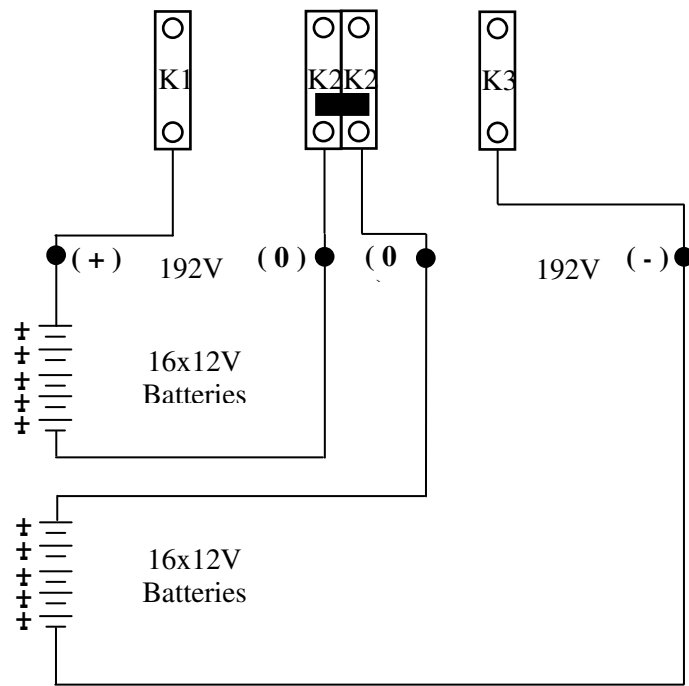 K1
K2 K2
K3
( + )
192V
( 0 )
( 0
192V
( - )
16x12V
Batteries
16x12V
Batteries